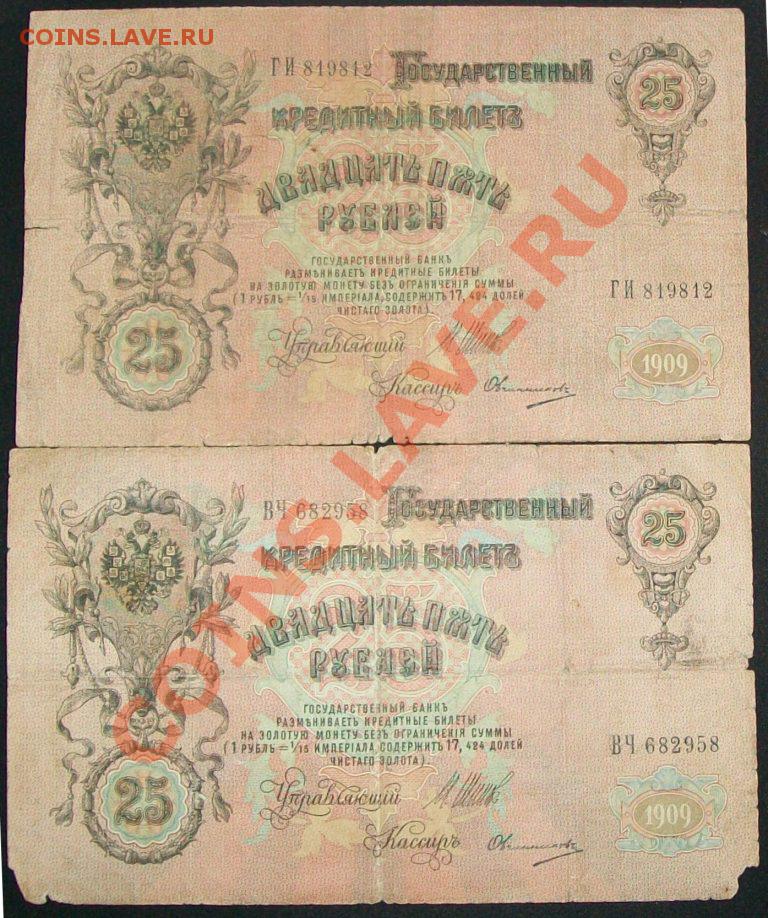 COINS.LAVE.RU
ГИ 819812 Государственный
25
КРЕДИТНЫЙ БИЛЕТЪ
ДВАДЦАТЬ ПЯТЬ
РУБЛЕЙ
ГОСУДАРСТВЕННЫЙ БАНКЪ
РАЗМѢНИВАЕТЪ КРЕДИТНЫЕ БИЛЕТЫ
НА ЗОЛОТУЮ МОНЕТУ БЕЗЪ ОГРАНИЧЕНІЯ СУММЫ
(1 РУБЛЬ = 1/15 ИМПЕРІАЛА, СОДЕРЖИТЪ 17,424 ДОЛЕЙ
ЧИСТАГО ЗОЛОТА).
ГИ 819812
25
Управляющій
1909
Кассиръ Овчинниковъ
ВЧ 682958 Государственный
25
КРЕДИТНЫЙ БИЛЕТЪ
ДВАДЦАТЬ ПЯТЬ
РУБЛЕЙ
ГОСУДАРСТВЕННЫЙ БАНКЪ
РАЗМѢНИВАЕТЪ КРЕДИТНЫЕ БИЛЕТЫ
НА ЗОЛОТУЮ МОНЕТУ БЕЗЪ ОГРАНИЧЕНІЯ СУММЫ
(1 РУБЛЬ = 1/15 ИМПЕРІАЛА, СОДЕРЖИТЪ 17,424 ДОЛЕЙ
ЧИСТАГО ЗОЛОТА).
ВЧ 682958
25
Управляющій
1909
Кассиръ Овчинниковъ
COINS.LAVE.RU